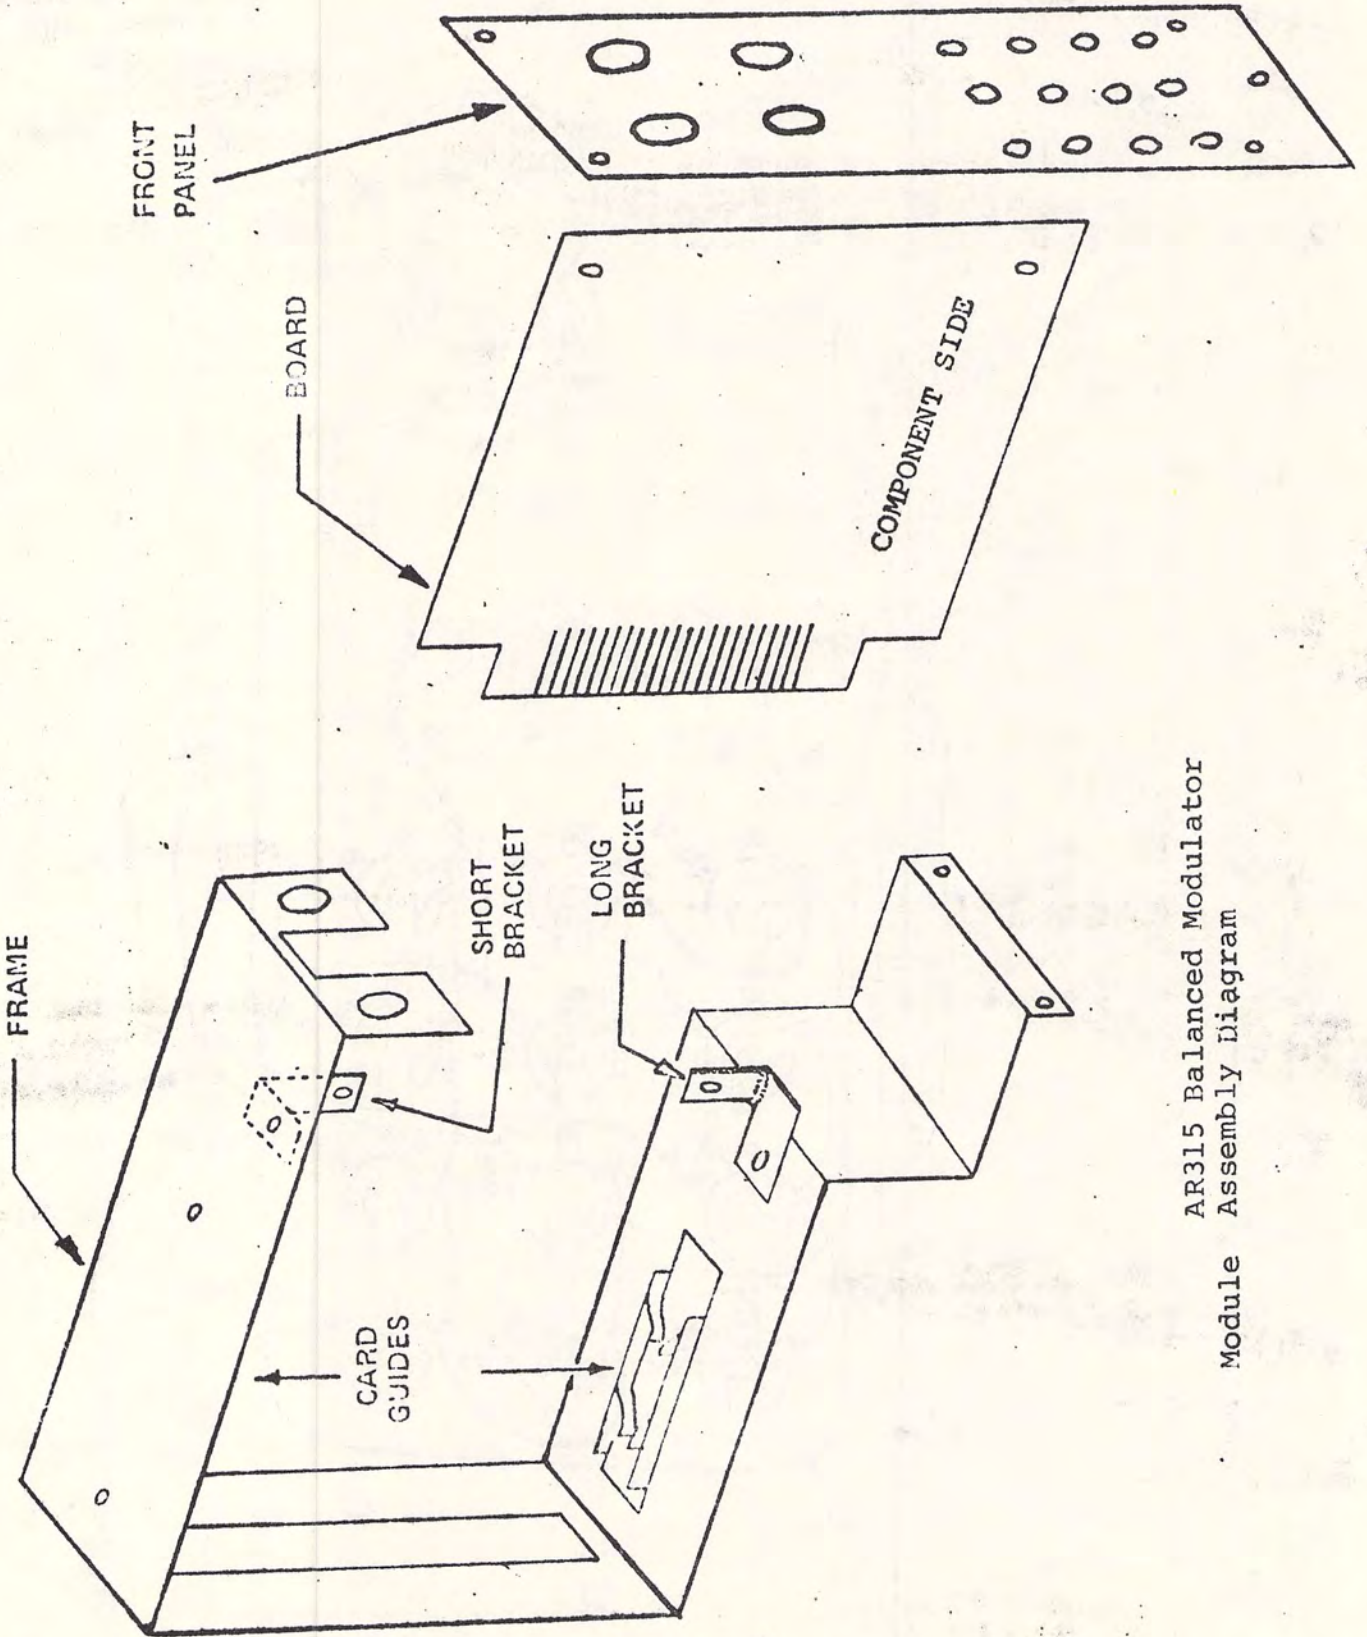 FRAME
FRONT
PANEL
BOARD
SHORT
BRACKET
LONG
BRACKET
CARD
GUIDES
COMPONENT SIDE
AR315 Balanced Modulator
Module Assembly Diagram